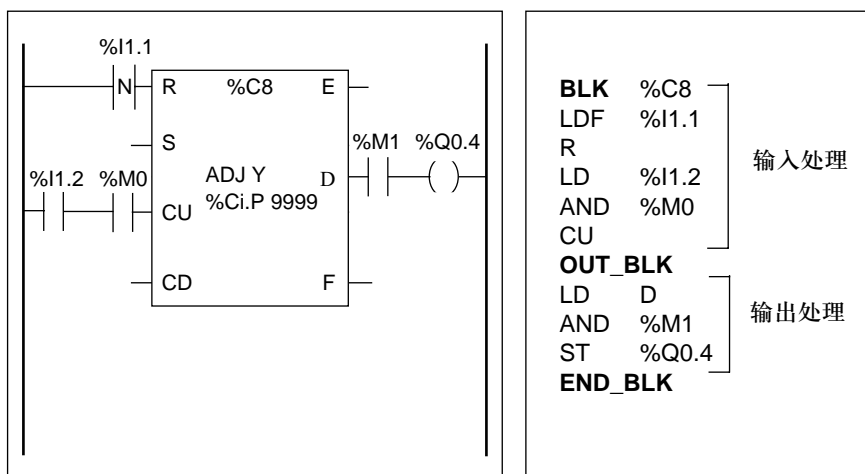 %I1.1
N R %C8 E
S
%M1 %Q0.4
%I1.2 %M0
ADJ Y
D
%Ci.P 9999
CU
CD F
BLK %C8
LDF %I1.1
R
LD %I1.2
AND %M0
CU
输入处理
OUT_BLK
LD D
AND %M1
ST %Q0.4
输出处理
END_BLK